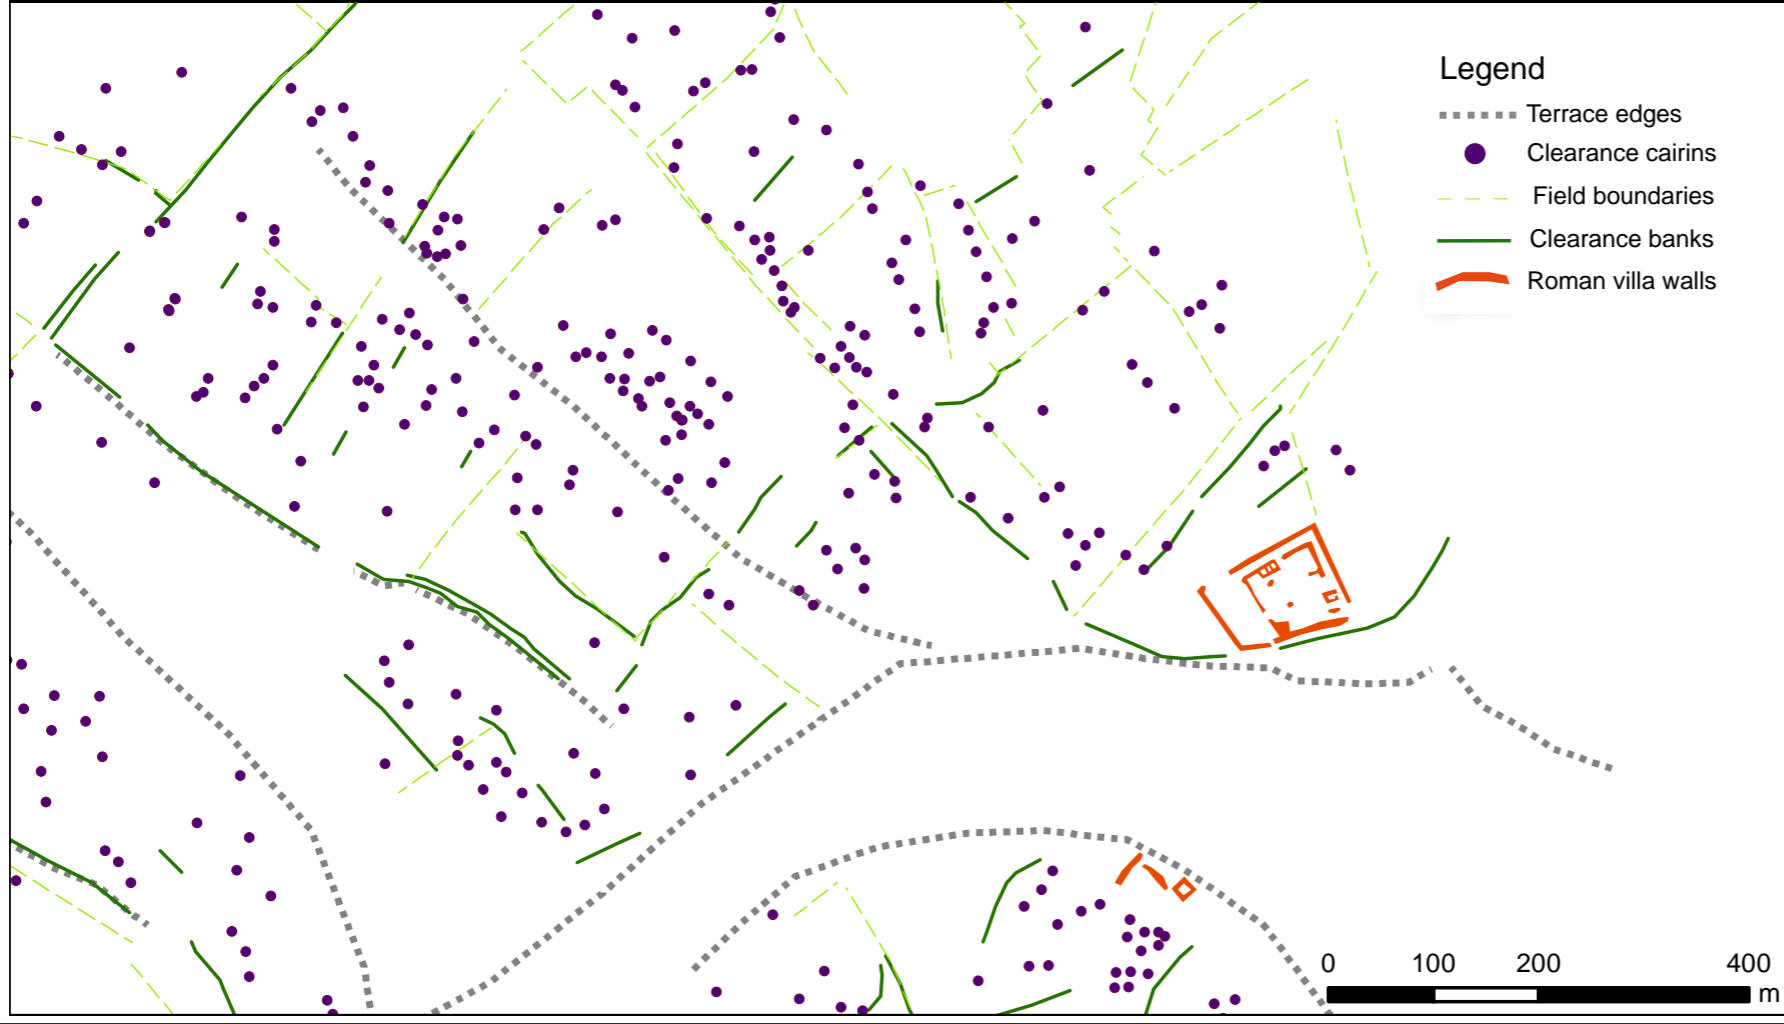 Legend
Terrace edges
Clearance cairins
Field boundaries
Clearance banks
Roman villa walls
0 100 200 400
m